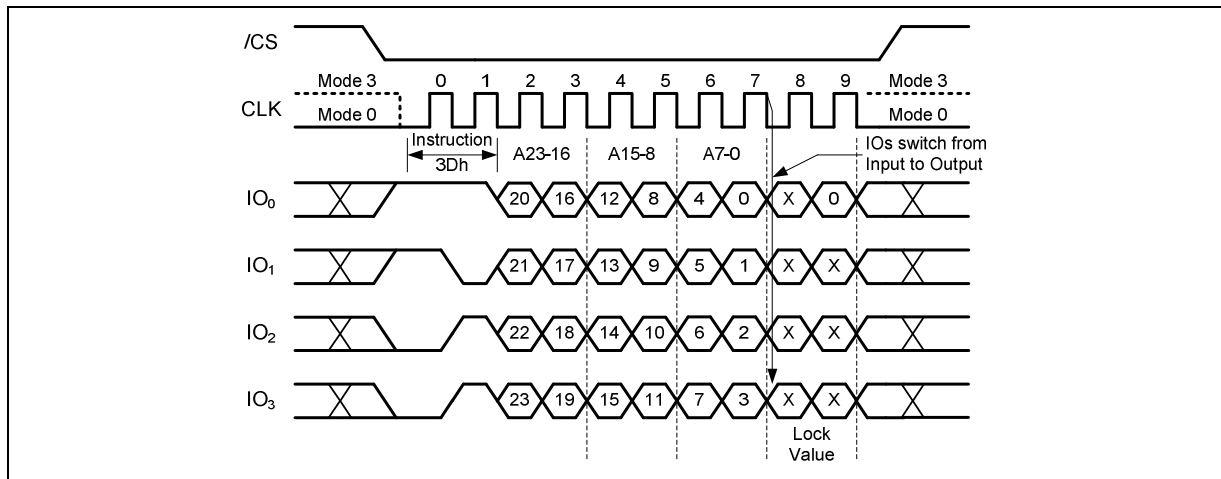 /CS
Mode 3 0 1 2 3 4 5 6 7 8 9 Mode 3
CLK Mode 0 Mode 0
Instruction
3Dh
A23-16 A15-8 A7-0
IOs switch from
Input to Output
IO₀ 20 16 12 8 4 0 X 0
IO₁ 21 17 13 9 5 1 X X
IO₂ 22 18 14 10 6 2 X X
IO₃ 23 19 15 11 7 3 X X
Lock
Value